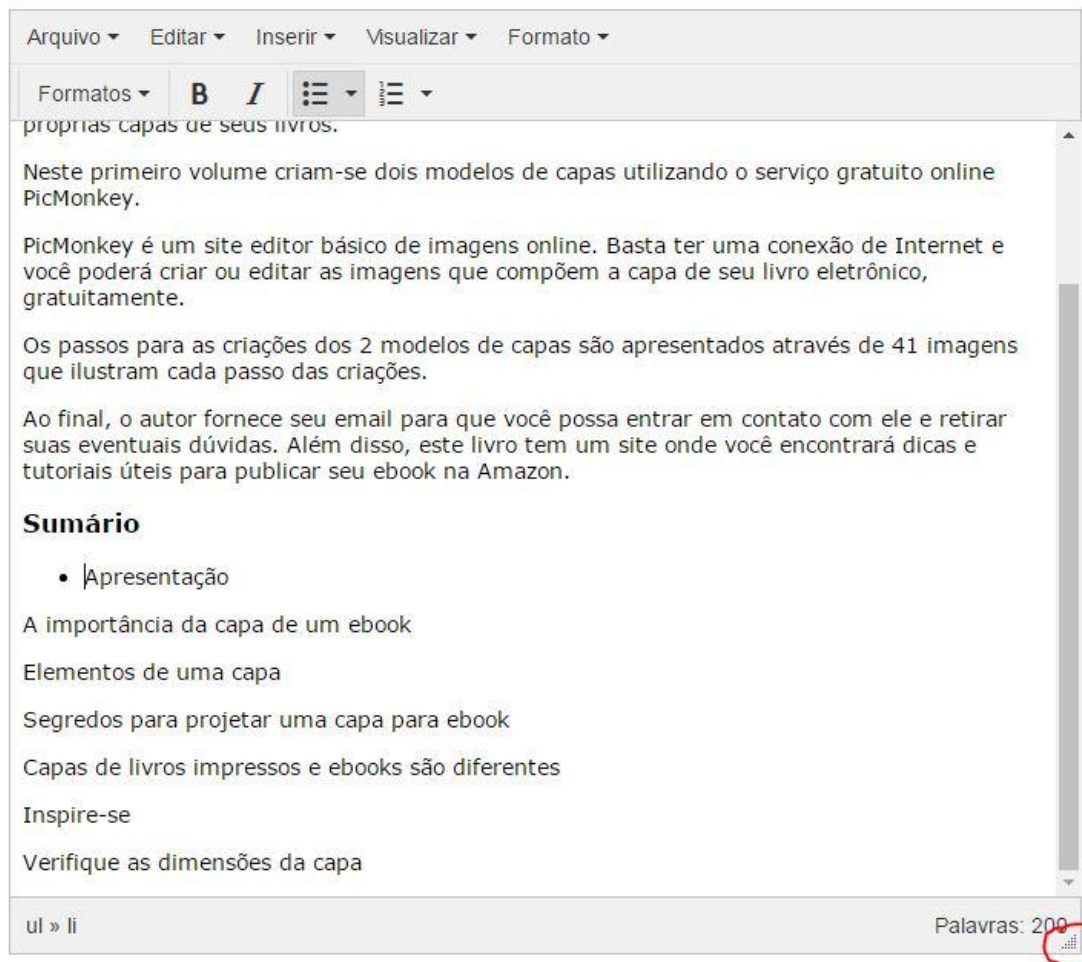 Arquivo Editar Inserir Visualizar Formato
Formatos B I
próprias capas de seus livros.
Neste primeiro volume criam-se dois modelos de capas utilizando o serviço gratuito online
PicMonkey.
PicMonkey é um site editor básico de imagens online. Basta ter uma conexão de Internet e
você poderá criar ou editar as imagens que compõem a capa de seu livro eletrônico,
gratuitamente.
Os passos para as criações dos 2 modelos de capas são apresentados através de 41 imagens
que ilustram cada passo das criações.
Ao final, o autor fornece seu email para que você possa entrar em contato com ele e retirar
suas eventuais dúvidas. Além disso, este livro tem um site onde você encontrará dicas e
tutoriais úteis para publicar seu ebook na Amazon.
Sumário
• Apresentação
A importância da capa de um ebook
Elementos de uma capa
Segredos para projetar uma capa para ebook
Capas de livros impressos e ebooks são diferentes
Inspire-se
Verifique as dimensões da capa
ul » li Palavras: 200